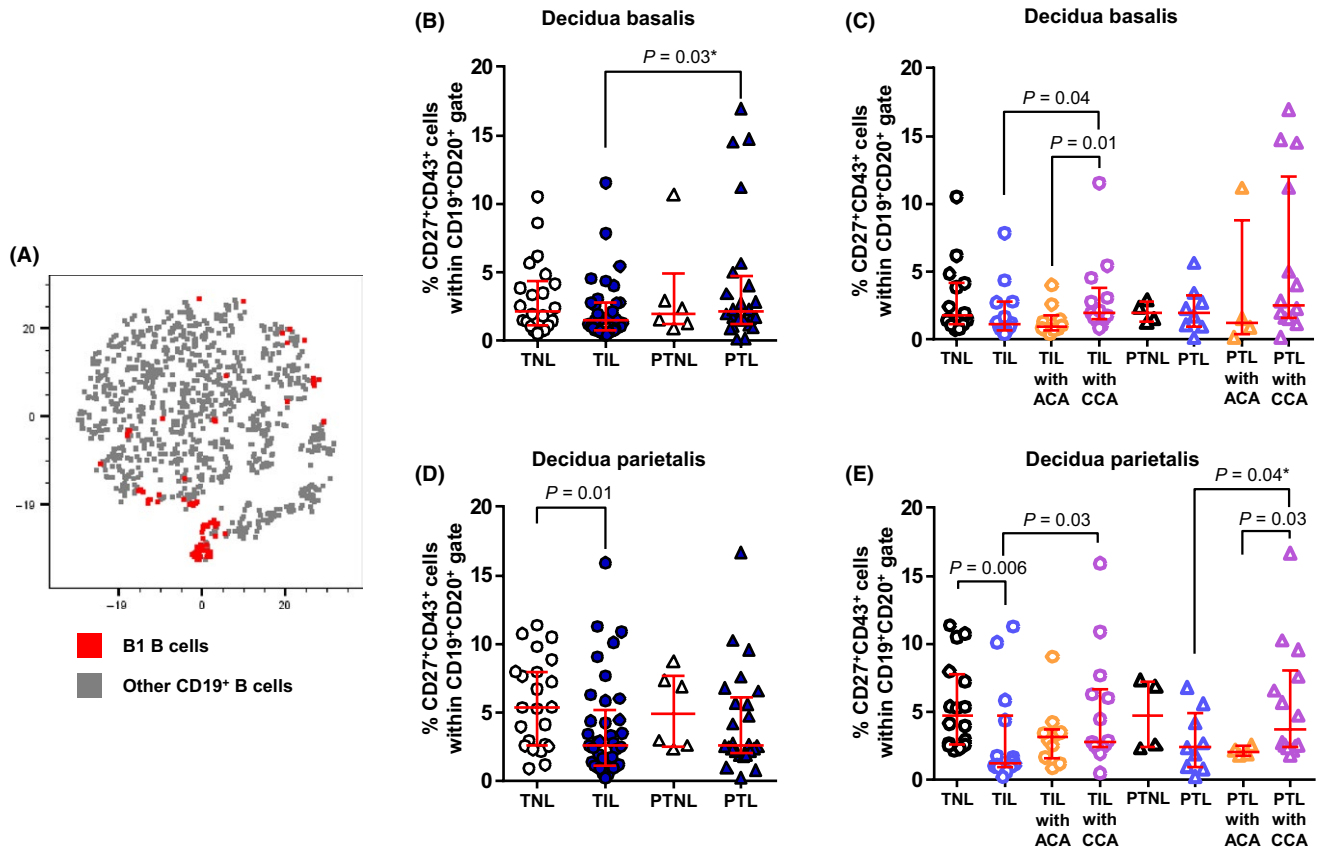 (A)
20
0
−19
−19
0
20
B1 B cells
Other CD19⁺ B cells
(B)
Decidua basalis
P = 0.03*
% CD27⁺CD43⁺ cells
within CD19⁺CD20⁺ gate
20
15
10
5
0
TNL
TIL
PTNL
PTL
(C)
Decidua basalis
P = 0.04
P = 0.01
% CD27⁺CD43⁺ cells
within CD19⁺CD20⁺ gate
20
15
10
5
0
TNL
TIL
TIL
with
ACA
TIL
with
CCA
PTNL
PTL
PTL
with
ACA
PTL
with
CCA
(D)
Decidua parietalis
P = 0.01
% CD27⁺CD43⁺ cells
within CD19⁺CD20⁺ gate
20
15
10
5
0
TNL
TIL
PTNL
PTL
(E)
Decidua parietalis
P = 0.04*
P = 0.03
P = 0.03
P = 0.006
% CD27⁺CD43⁺ cells
within CD19⁺CD20⁺ gate
20
15
10
5
0
TNL
TIL
TIL
with
ACA
TIL
with
CCA
PTNL
PTL
PTL
with
ACA
PTL
with
CCA